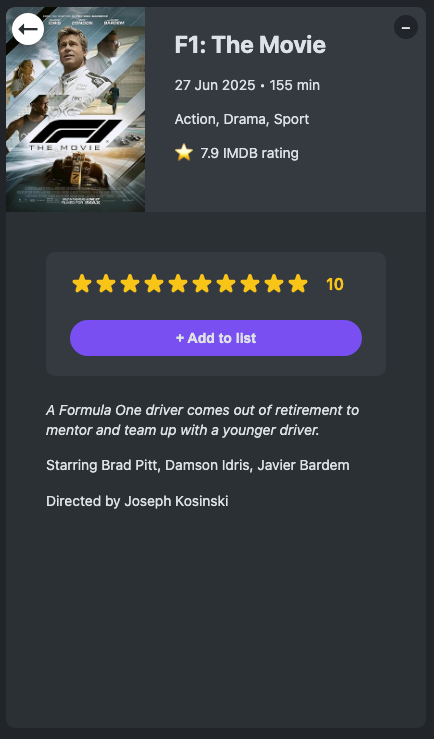 F1
THE MOVIE
F1: The Movie
27 Jun 2025 • 155 min
Action, Drama, Sport
7.9 IMDB rating
10
+ Add to list
A Formula One driver comes out of retirement to
mentor and team up with a younger driver.
Starring Brad Pitt, Damson Idris, Javier Bardem
Directed by Joseph Kosinski